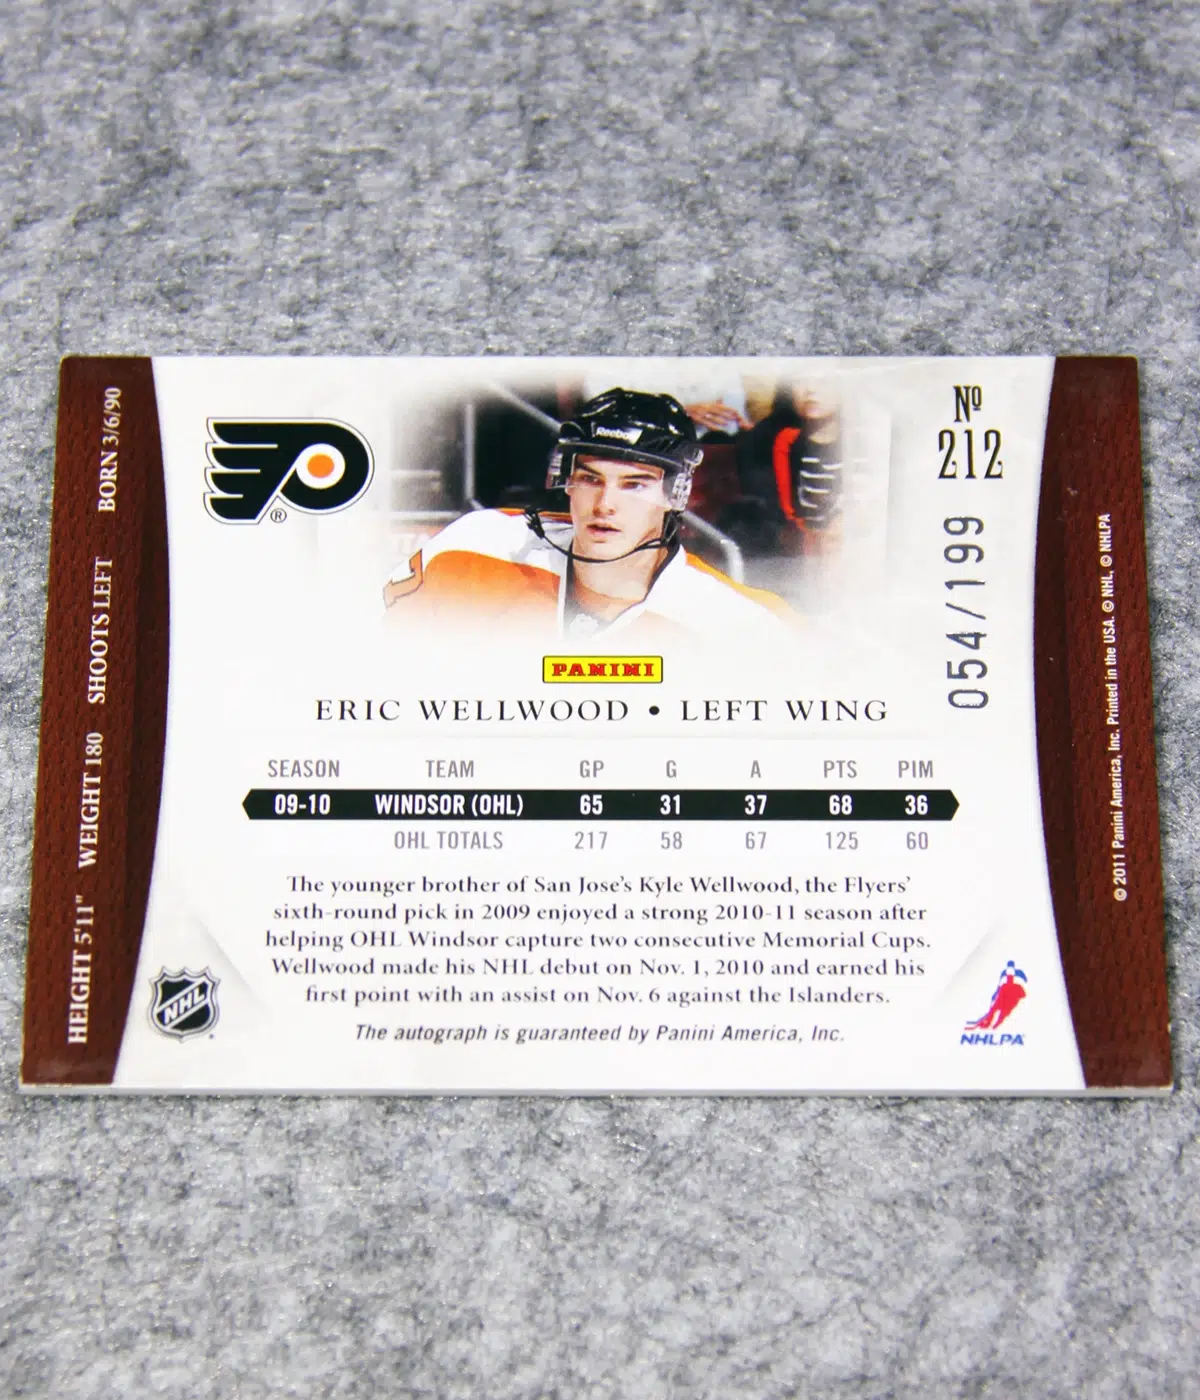 HEIGHT 5'11" WEIGHT 180 SHOOTS LEFT BORN 3/6/90
®
Reebok
Nº
212
054/199
PANINI
ERIC WELLWOOD • LEFT WING
SEASON TEAM GP G A PTS PIM
09-10 WINDSOR (OHL) 65 31 37 68 36
OHL TOTALS 217 58 67 125 60
The younger brother of San Jose's Kyle Wellwood, the Flyers'
sixth-round pick in 2009 enjoyed a strong 2010-11 season after
helping OHL Windsor capture two consecutive Memorial Cups.
Wellwood made his NHL debut on Nov. 1, 2010 and earned his
first point with an assist on Nov. 6 against the Islanders.
The autograph is guaranteed by Panini America, Inc.
NHL
NHLPA
© 2011 Panini America, Inc. Printed in the USA. © NHL, © NHLPA